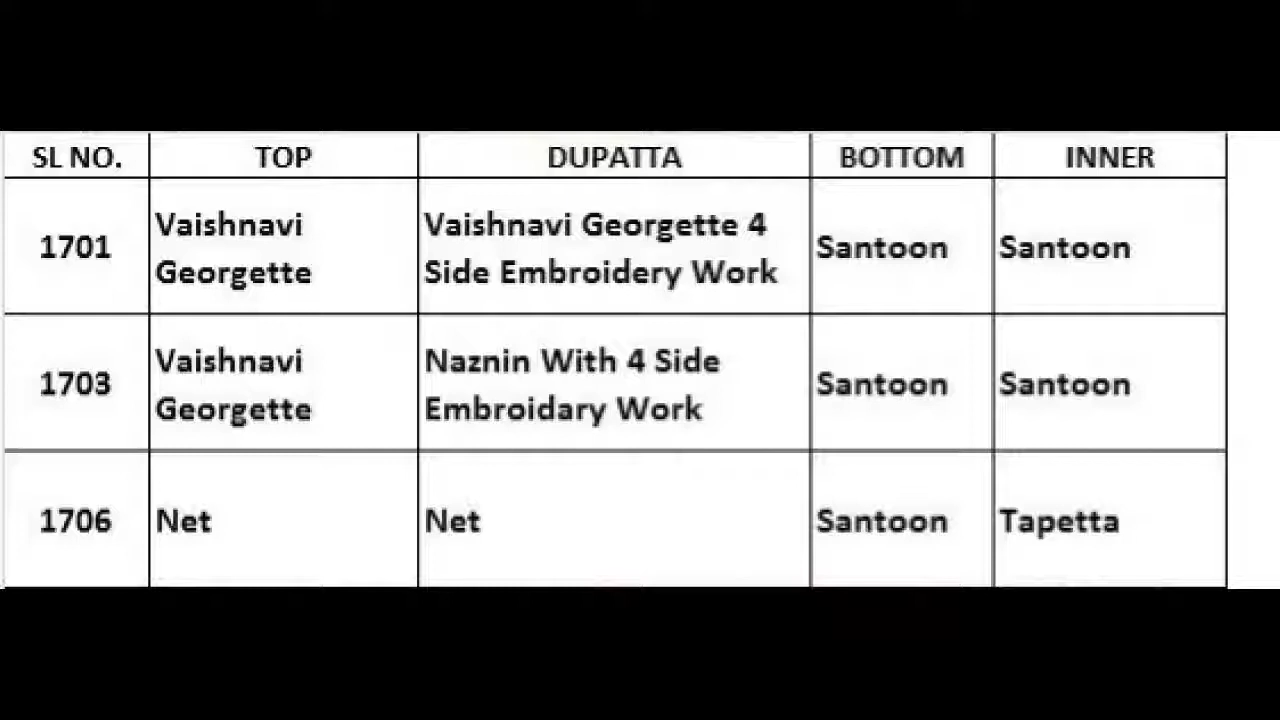 SL NO. TOP DUPATTA BOTTOM INNER
1701 Vaishnavi Georgette Vaishnavi Georgette 4 Side Embroidery Work Santoon Santoon
1703 Vaishnavi Georgette Naznin With 4 Side Embroidary Work Santoon Santoon
1706 Net Net Santoon Tapetta